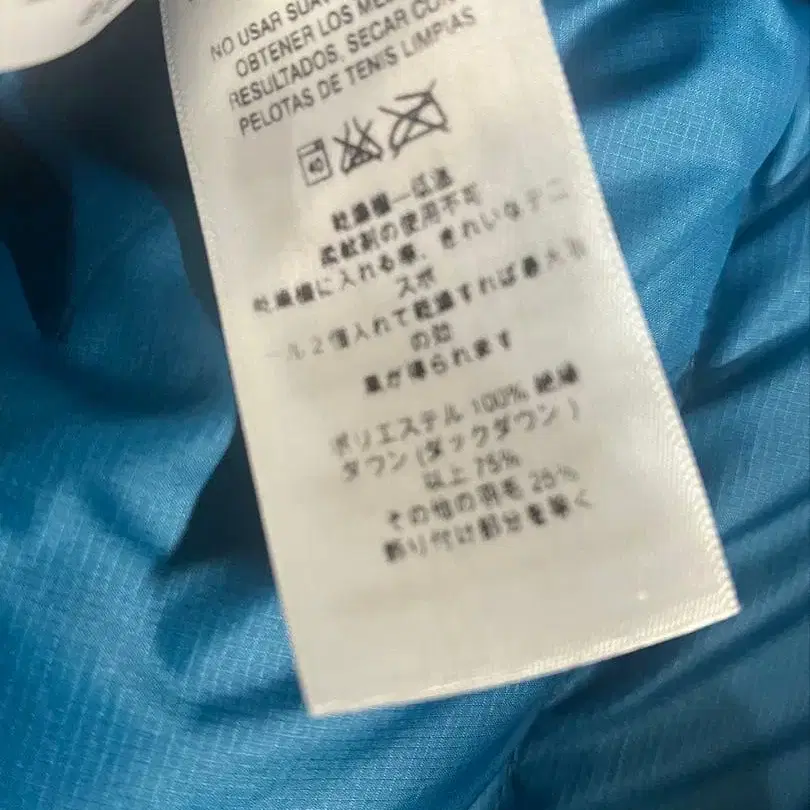 NO USAR SUAV
OBTENER LOS ME
RESULTADOS, SECAR CON
PELOTAS DE TENIS LIMPIAS
40
乾燥機－低温
柔軟剤の使用不可
乾燥機に入れる際、きれいなテニ
スボ
ール2個入れて乾燥すれば最大限
の効
果が得られます
ポリエステル 100% 絶縁
ダウン (ダックダウン )
以上 75%
その他の羽毛 25%
飾り付け部分を除く